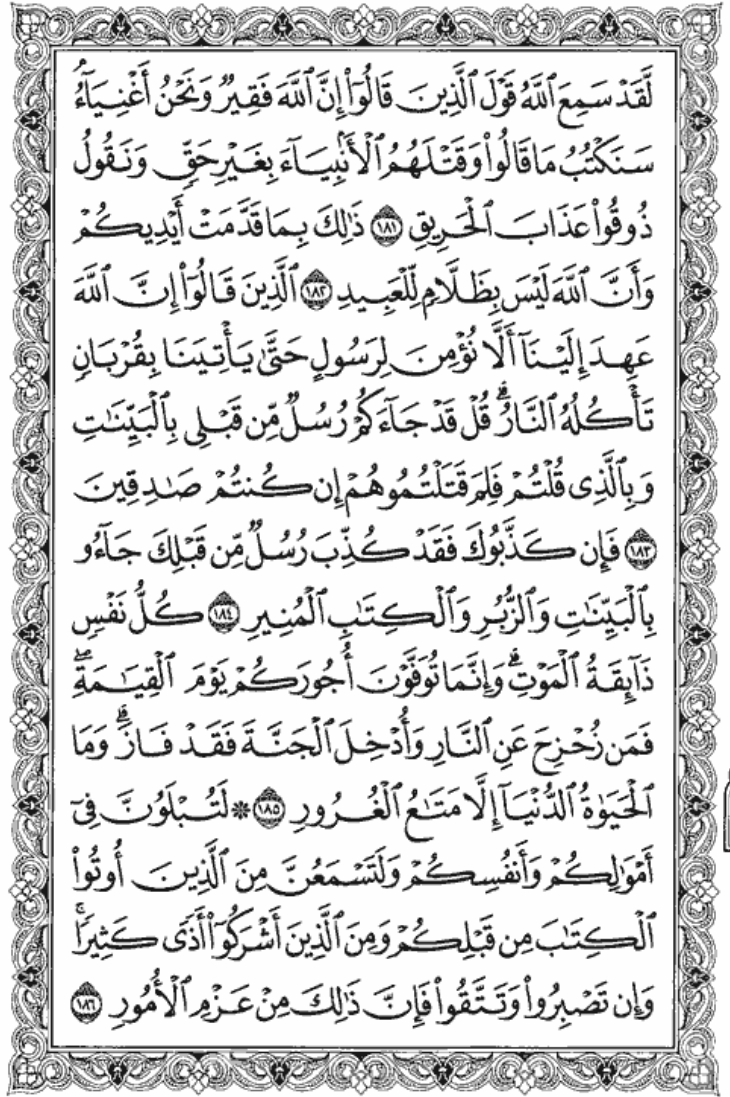 لَّقَدْ سَمِعَ ٱللَّهُ قَوْلَ ٱلَّذِينَ قَالُوٓا۟ إِنَّ ٱللَّهَ فَقِيرٌ وَنَحْنُ أَغْنِيَآءُ
سَنَكْتُبُ مَا قَالُوا۟ وَقَتْلَهُمُ ٱلْأَنۢبِيَآءَ بِغَيْرِ حَقٍّ وَنَقُولُ
ذُوقُوا۟ عَذَابَ ٱلْحَرِيقِ ١٨١ ذَٰلِكَ بِمَا قَدَّمَتْ أَيْدِيكُمْ
وَأَنَّ ٱللَّهَ لَيْسَ بِظَلَّامٍ لِّلْعَبِيدِ ١٨٢ ٱلَّذِينَ قَالُوٓا۟ إِنَّ ٱللَّهَ
عَهِدَ إِلَيْنَآ أَلَّا نُؤْمِنَ لِرَسُولٍ حَتَّىٰ يَأْتِيَنَا بِقُرْبَانٍ
تَأْكُلُهُ ٱلنَّارُ ۗ قُلْ قَدْ جَآءَكُمْ رُسُلٌ مِّن قَبْلِى بِٱلْبَيِّنَٰتِ
وَبِٱلَّذِى قُلْتُمْ فَلِمَ قَتَلْتُمُوهُمْ إِن كُنتُمْ صَٰدِقِينَ
١٨٣ فَإِن كَذَّبُوكَ فَقَدْ كُذِّبَ رُسُلٌ مِّن قَبْلِكَ جَآءُو
بِٱلْبَيِّنَٰتِ وَٱلزُّبُرِ وَٱلْكِتَٰبِ ٱلْمُنِيرِ ١٨٤ كُلُّ نَفْسٍ
ذَآئِقَةُ ٱلْمَوْتِ ۗ وَإِنَّمَا تُوَفَّوْنَ أُجُورَكُمْ يَوْمَ ٱلْقِيَٰمَةِ ۖ
فَمَن زُحْزِحَ عَنِ ٱلنَّارِ وَأُدْخِلَ ٱلْجَنَّةَ فَقَدْ فَازَ ۗ وَمَا
ٱلْحَيَوٰةُ ٱلدُّنْيَآ إِلَّا مَتَٰعُ ٱلْغُرُورِ ١٨٥ ۞ لَتُبْلَوُنَّ فِىٓ
أَمْوَٰلِكُمْ وَأَنفُسِكُمْ وَلَتَسْمَعُنَّ مِنَ ٱلَّذِينَ أُوتُوا۟
ٱلْكِتَٰبَ مِن قَبْلِكُمْ وَمِنَ ٱلَّذِينَ أَشْرَكُوٓا۟ أَذًى كَثِيرًا ۚ
وَإِن تَصْبِرُوا۟ وَتَتَّقُوا۟ فَإِنَّ ذَٰلِكَ مِنْ عَزْمِ ٱلْأُمُورِ ١٨٦